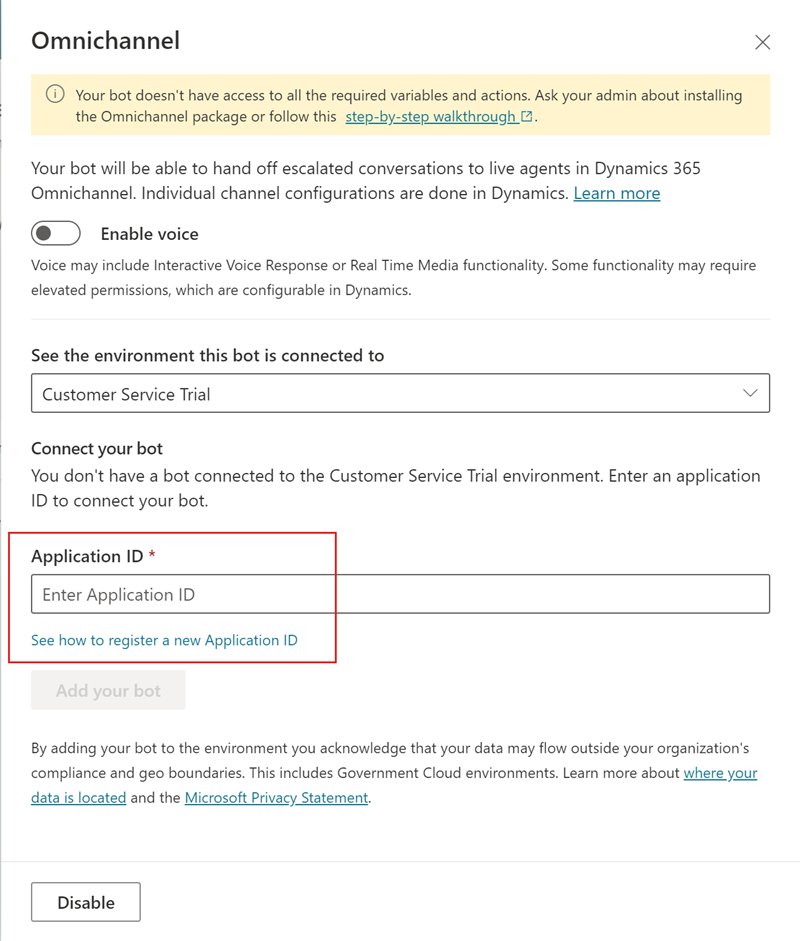 Omnichannel
Your bot doesn't have access to all the required variables and actions. Ask your admin about installing
the Omnichannel package or follow this step-by-step walkthrough.
Your bot will be able to hand off escalated conversations to live agents in Dynamics 365
Omnichannel. Individual channel configurations are done in Dynamics. Learn more
Enable voice
Voice may include Interactive Voice Response or Real Time Media functionality. Some functionality may require
elevated permissions, which are configurable in Dynamics.
See the environment this bot is connected to
Customer Service Trial
Connect your bot
You don't have a bot connected to the Customer Service Trial environment. Enter an application
ID to connect your bot.
Application ID *
Enter Application ID
See how to register a new Application ID
Add your bot
By adding your bot to the environment you acknowledge that your data may flow outside your organization's
compliance and geo boundaries. This includes Government Cloud environments. Learn more about where your
data is located and the Microsoft Privacy Statement.
Disable